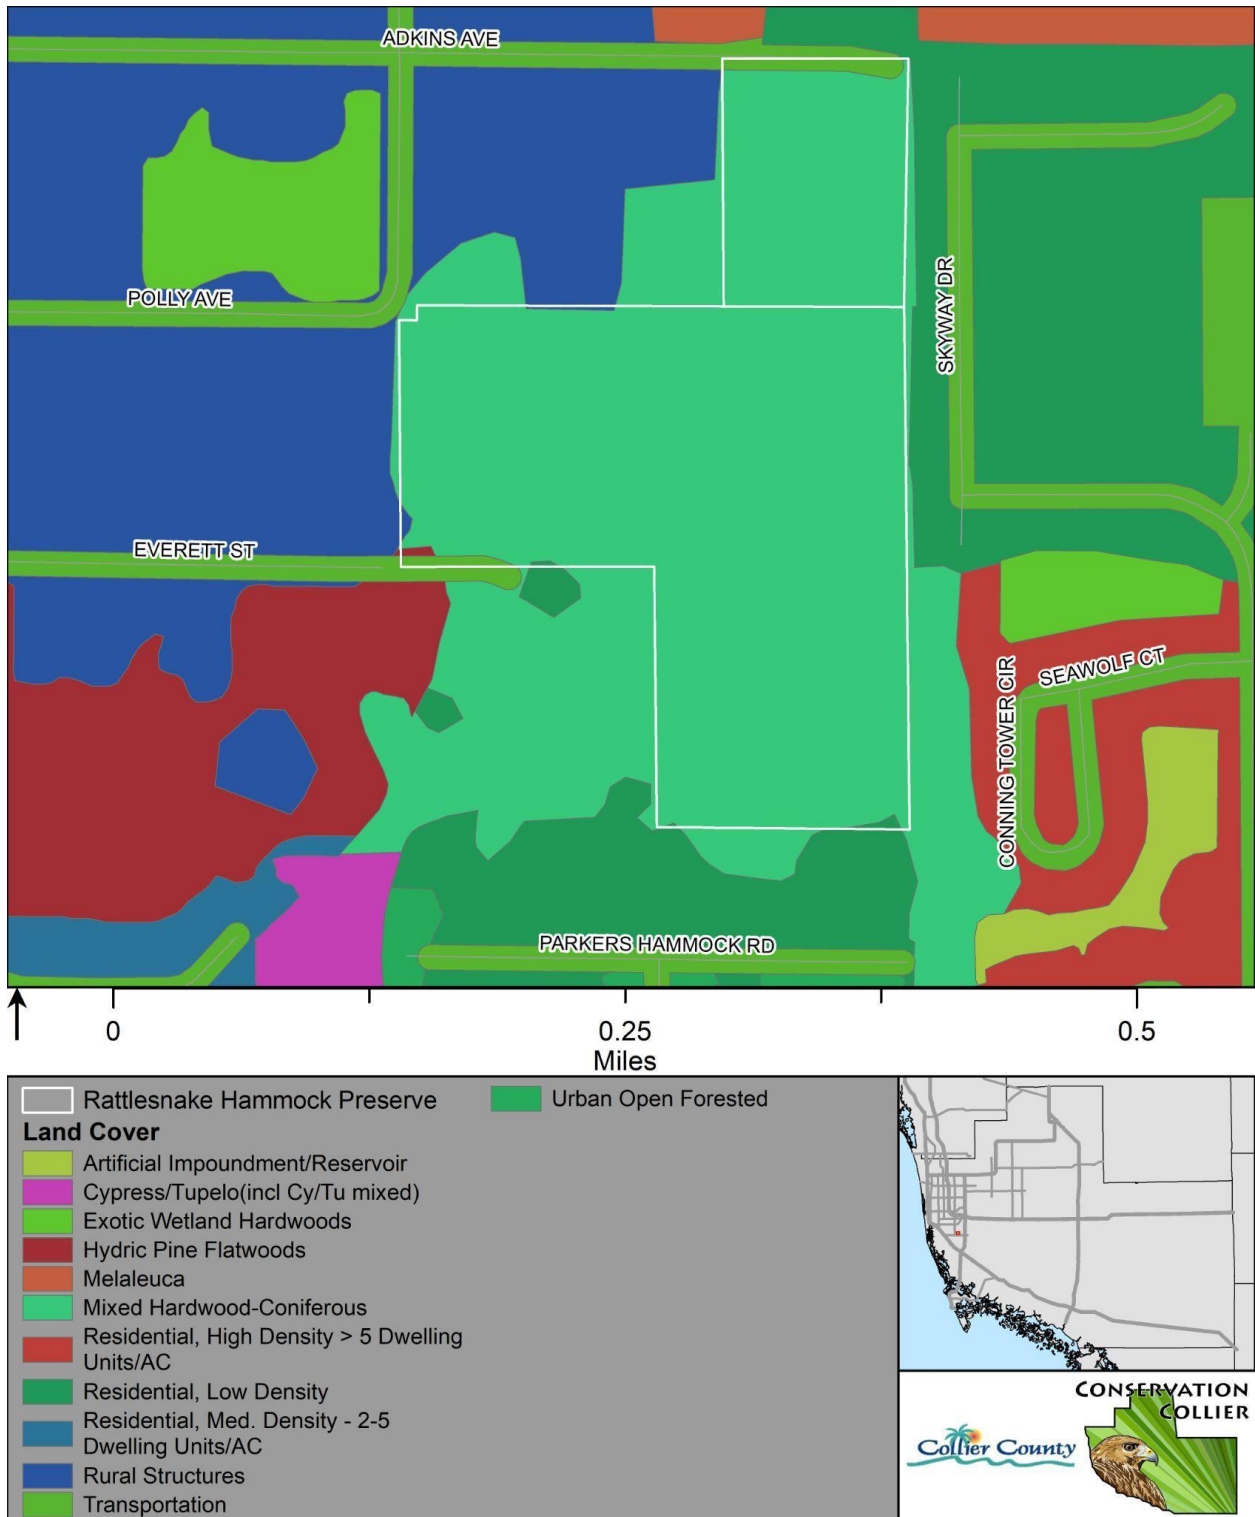 ADKINS AVE
POLLY AVE
SKYWAY DR
EVERETT ST
SEAWOLF CT
CONNING TOWER CIR
PARKERS HAMMOCK RD
0
0.25
0.5
Miles
Rattlesnake Hammock Preserve
Urban Open Forested
Land Cover
Artificial Impoundment/Reservoir
Cypress/Tupelo(incl Cy/Tu mixed)
Exotic Wetland Hardwoods
Hydric Pine Flatwoods
Melaleuca
Mixed Hardwood-Coniferous
Residential, High Density > 5 Dwelling
Units/AC
Residential, Low Density
Residential, Med. Density - 2-5
Dwelling Units/AC
Rural Structures
Transportation
CONSERVATION
COLLIER
Collier County